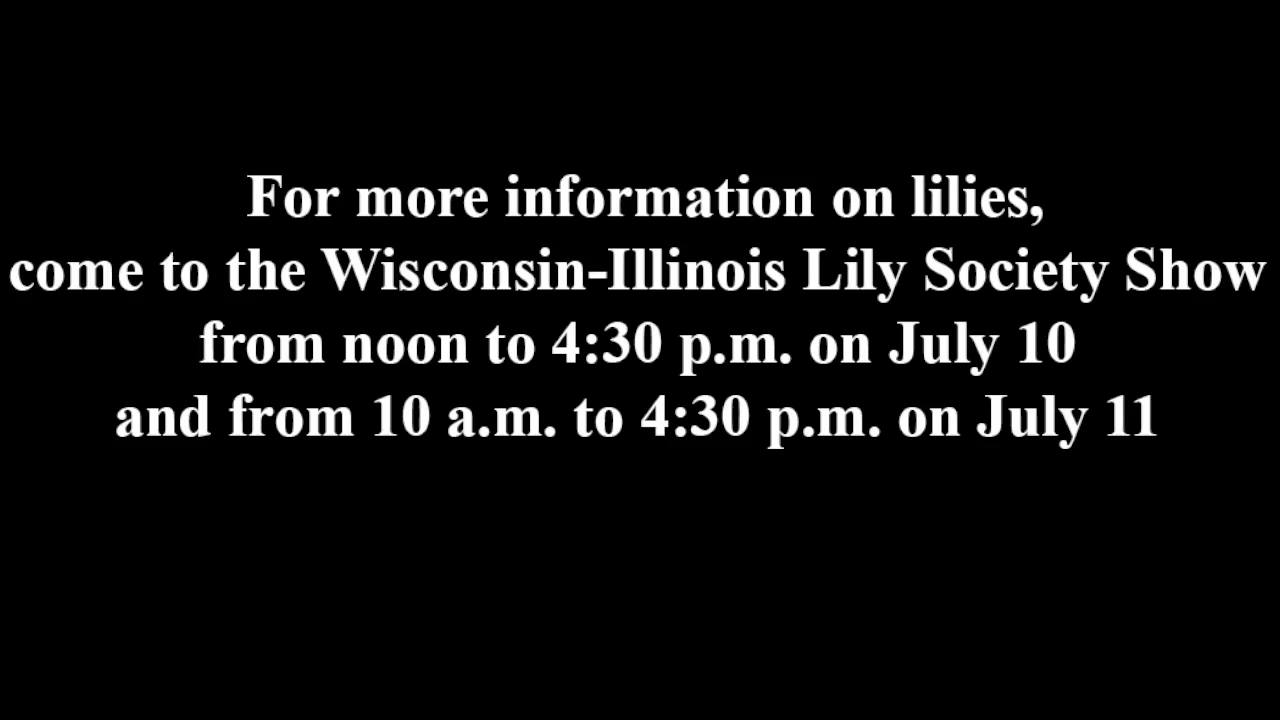 For more information on lilies,
come to the Wisconsin-Illinois Lily Society Show
from noon to 4:30 p.m. on July 10
and from 10 a.m. to 4:30 p.m. on July 11